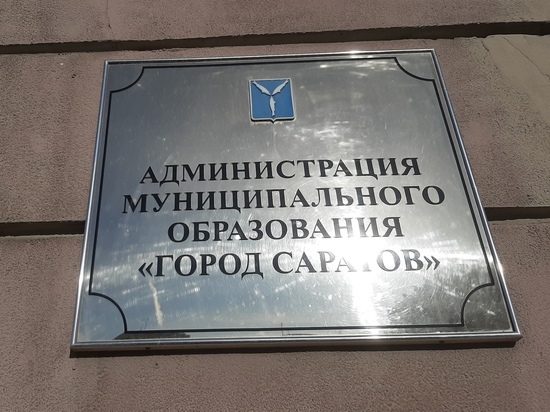 АДМИНИСТРАЦИЯ
МУНИЦИПАЛЬНОГО
ОБРАЗОВАНИЯ
«ГОРОД САРАТОВ»